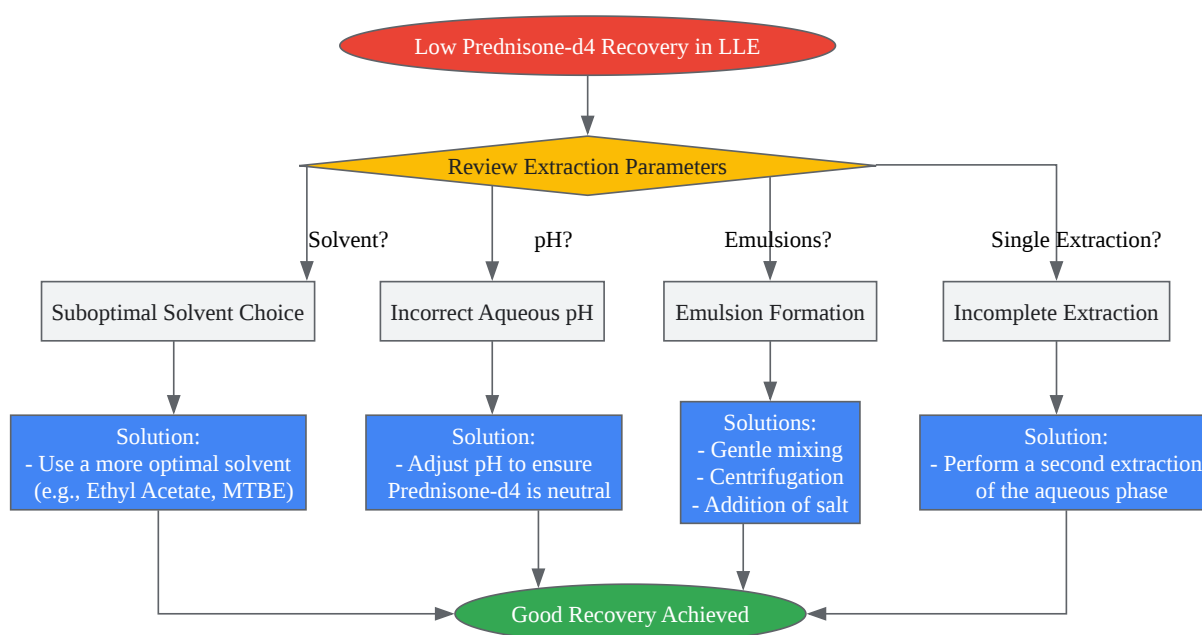 Low Prednisone-d4 Recovery in LLE
Review Extraction Parameters
Solvent?
pH?
Emulsions?
Single Extraction?
Suboptimal Solvent Choice
Incorrect Aqueous pH
Emulsion Formation
Incomplete Extraction
Solution:
- Use a more optimal solvent
(e.g., Ethyl Acetate, MTBE)
Solution:
- Adjust pH to ensure
Prednisone-d4 is neutral
Solutions:
- Gentle mixing
- Centrifugation
- Addition of salt
Solution:
- Perform a second extraction
of the aqueous phase
Good Recovery Achieved